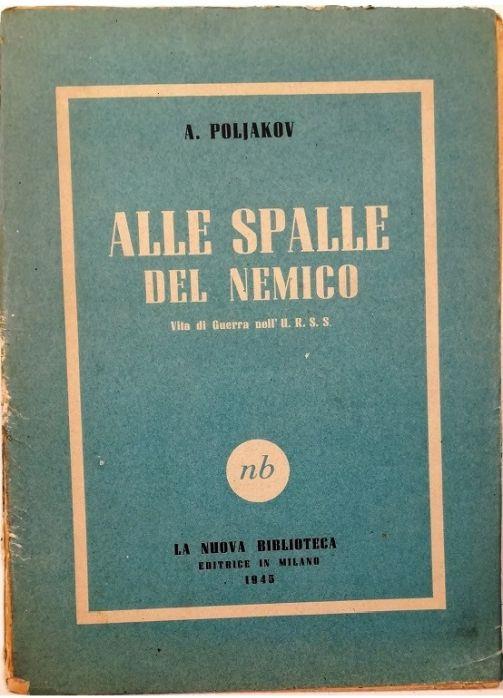 A. POLJAKOV
ALLE SPALLE
DEL NEMICO
Vita di Guerra nell'U. R. S. S.
nb
LA NUOVA BIBLIOTECA
EDITRICE IN MILANO
1945